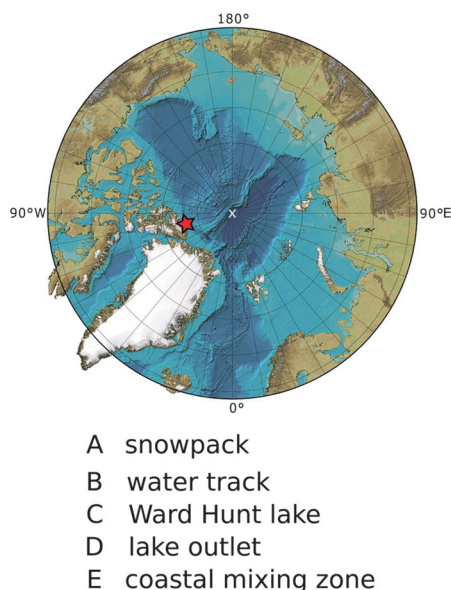 180°
90°W
X
90°E
0°
A snowpack
B water track
C Ward Hunt lake
D lake outlet
E coastal mixing zone